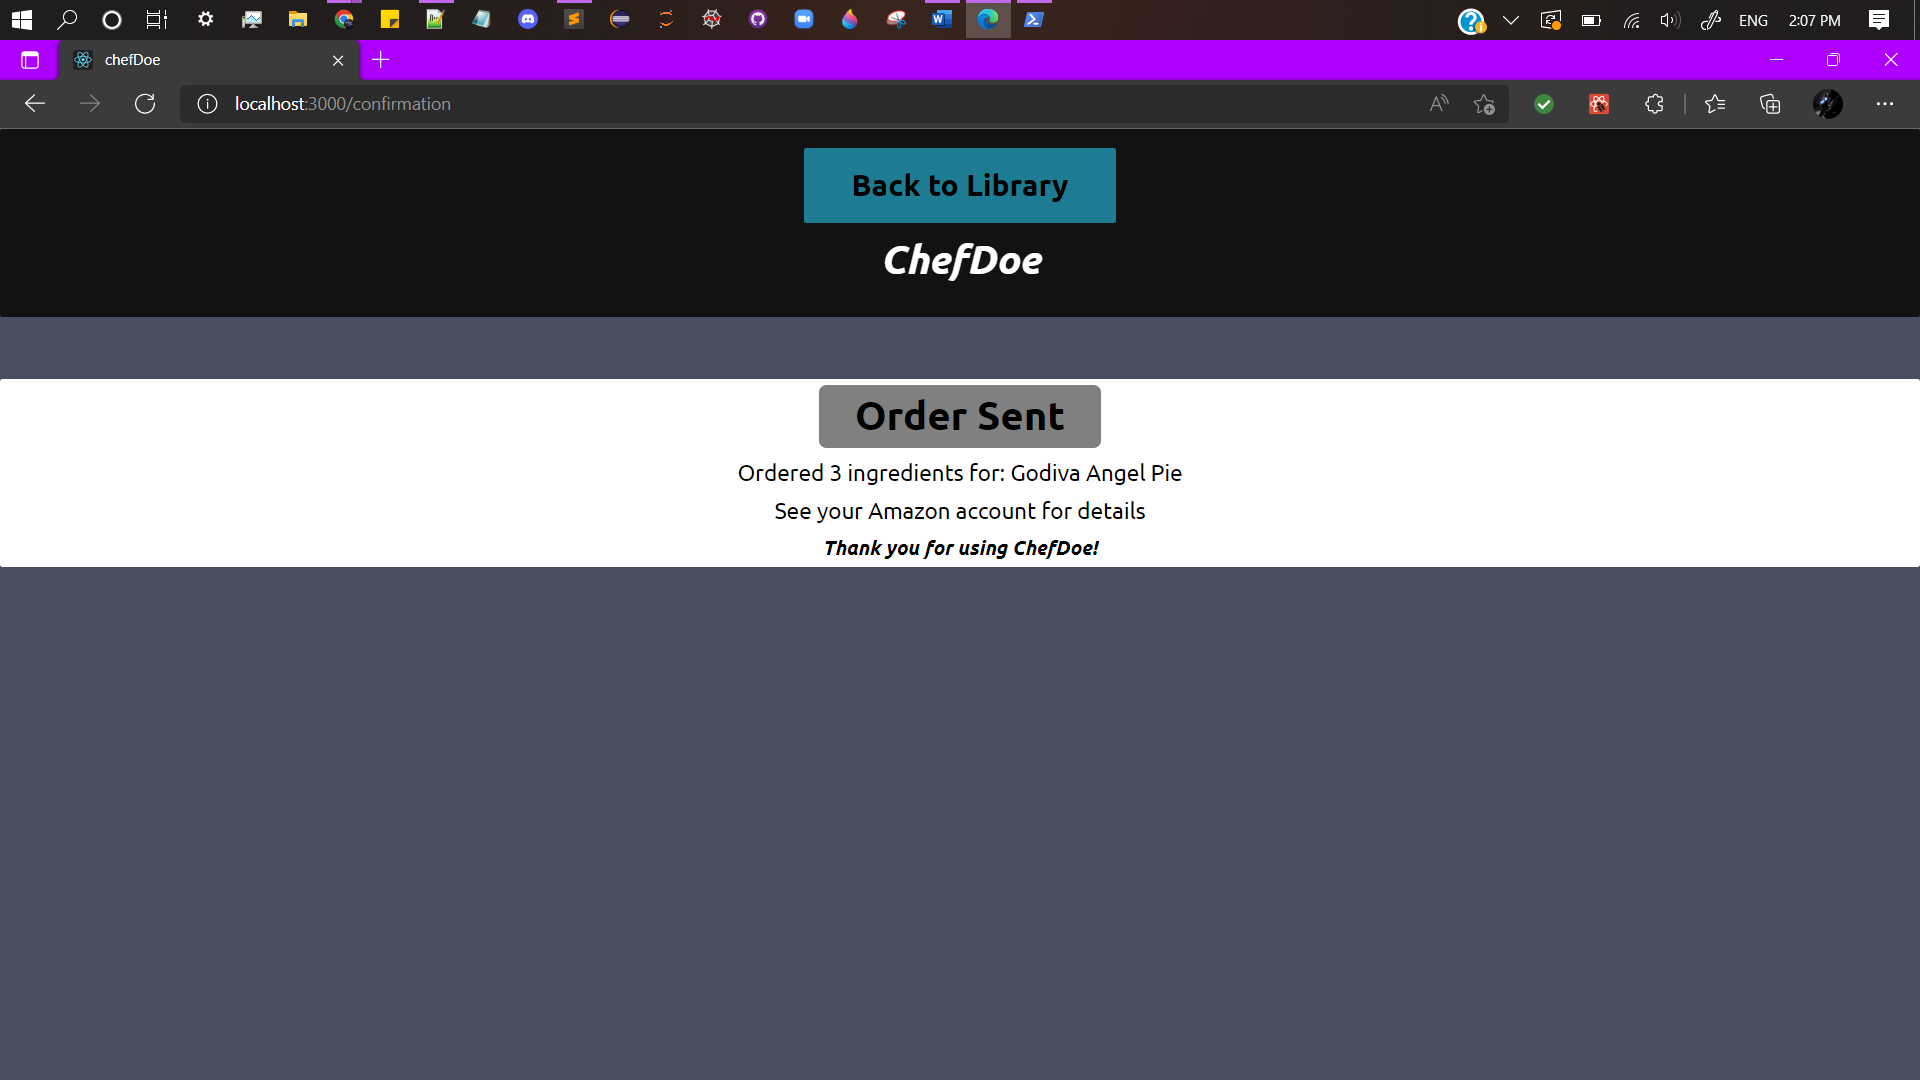 ENG 2:07 PM
chefDoe
localhost:3000/confirmation
Back to Library
ChefDoe
Order Sent
Ordered 3 ingredients for: Godiva Angel Pie
See your Amazon account for details
Thank you for using ChefDoe!